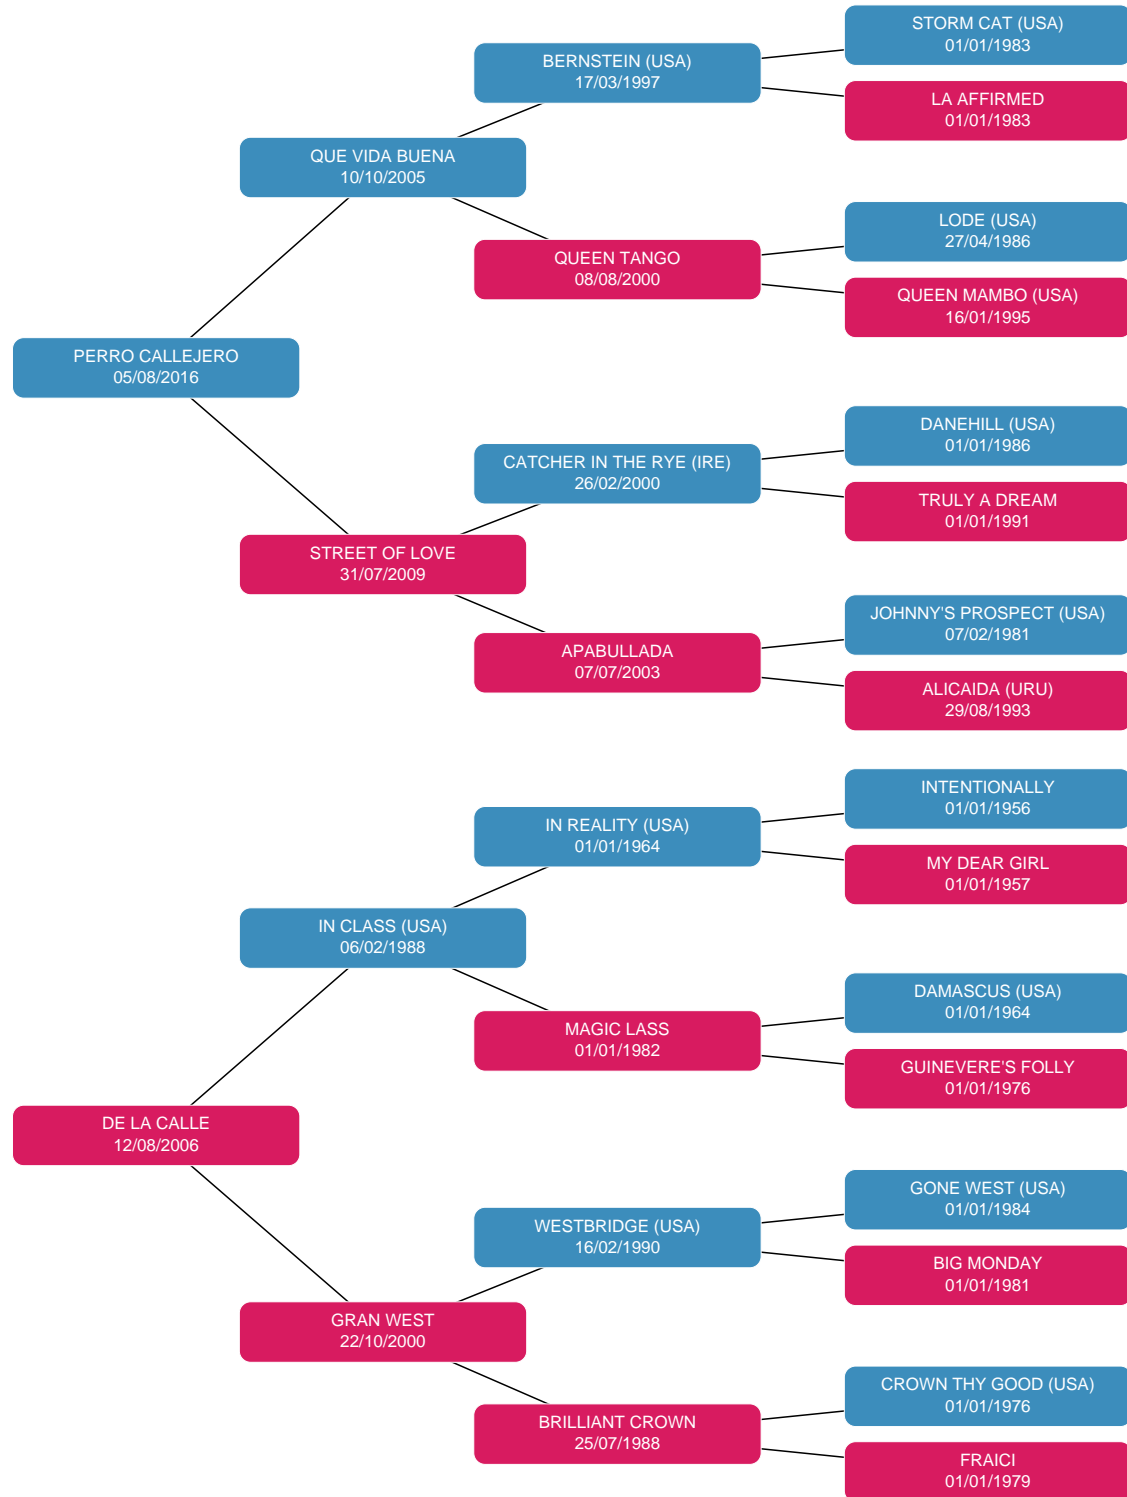 STORM CAT (USA)
01/01/1983
BERNSTEIN (USA)
17/03/1997
LA AFFIRMED
01/01/1983
QUE VIDA BUENA
10/10/2005
LODE (USA)
27/04/1986
QUEEN TANGO
08/08/2000
QUEEN MAMBO (USA)
16/01/1995
PERRO CALLEJERO
05/08/2016
DANEHILL (USA)
01/01/1986
CATCHER IN THE RYE (IRE)
26/02/2000
TRULY A DREAM
01/01/1991
STREET OF LOVE
31/07/2009
JOHNNY'S PROSPECT (USA)
07/02/1981
APABULLADA
07/07/2003
ALICAIDA (URU)
29/08/1993
INTENTIONALLY
01/01/1956
IN REALITY (USA)
01/01/1964
MY DEAR GIRL
01/01/1957
IN CLASS (USA)
06/02/1988
DAMASCUS (USA)
01/01/1964
MAGIC LASS
01/01/1982
GUINEVERE'S FOLLY
01/01/1976
DE LA CALLE
12/08/2006
GONE WEST (USA)
01/01/1984
WESTBRIDGE (USA)
16/02/1990
BIG MONDAY
01/01/1981
GRAN WEST
22/10/2000
CROWN THY GOOD (USA)
01/01/1976
BRILLIANT CROWN
25/07/1988
FRAICI
01/01/1979